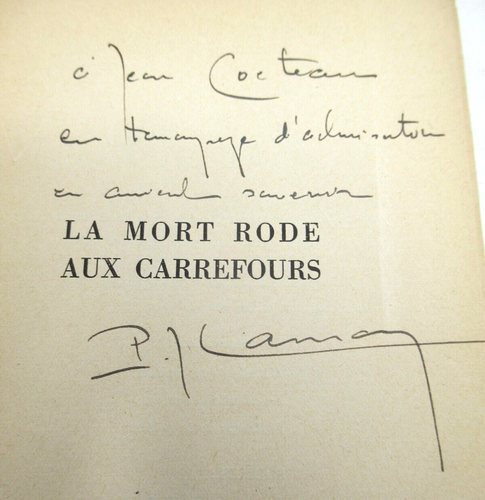 à Jean Cocteau
en témoignage d'admiration
en amical souvenir
LA MORT RODE
AUX CARREFOURS
P.